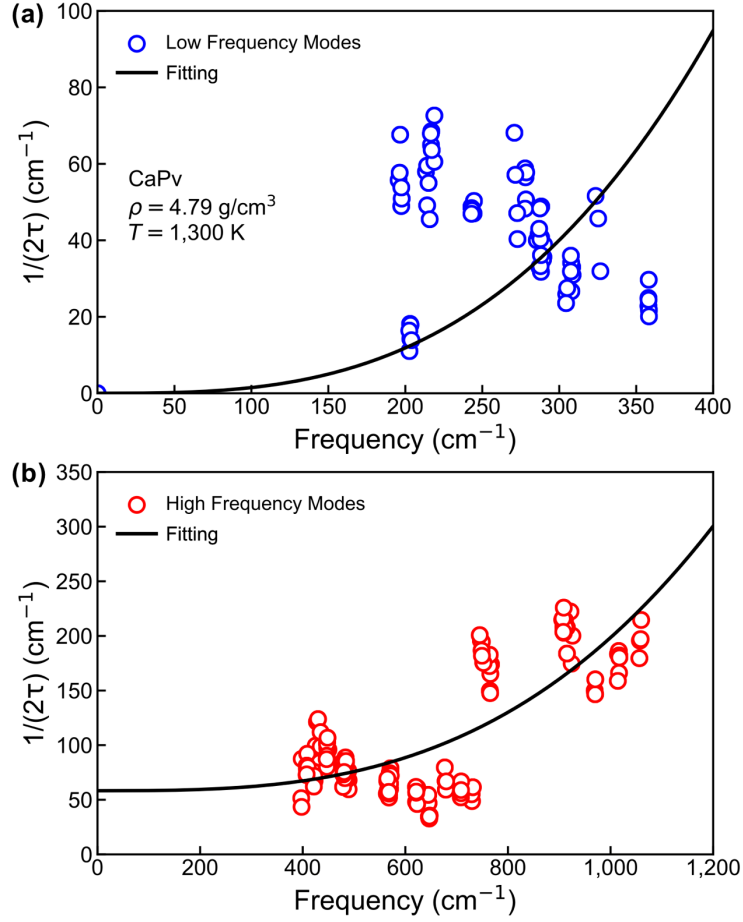 (a)
100
80
60
40
20
0
1/(2τ) (cm⁻¹)
Low Frequency Modes
Fitting
CaPv
ρ = 4.79 g/cm³
T = 1,300 K
0 50 100 150 200 250 300 350 400
Frequency (cm⁻¹)
(b)
350
300
250
200
150
100
50
0
1/(2τ) (cm⁻¹)
High Frequency Modes
Fitting
0 200 400 600 800 1,000 1,200
Frequency (cm⁻¹)